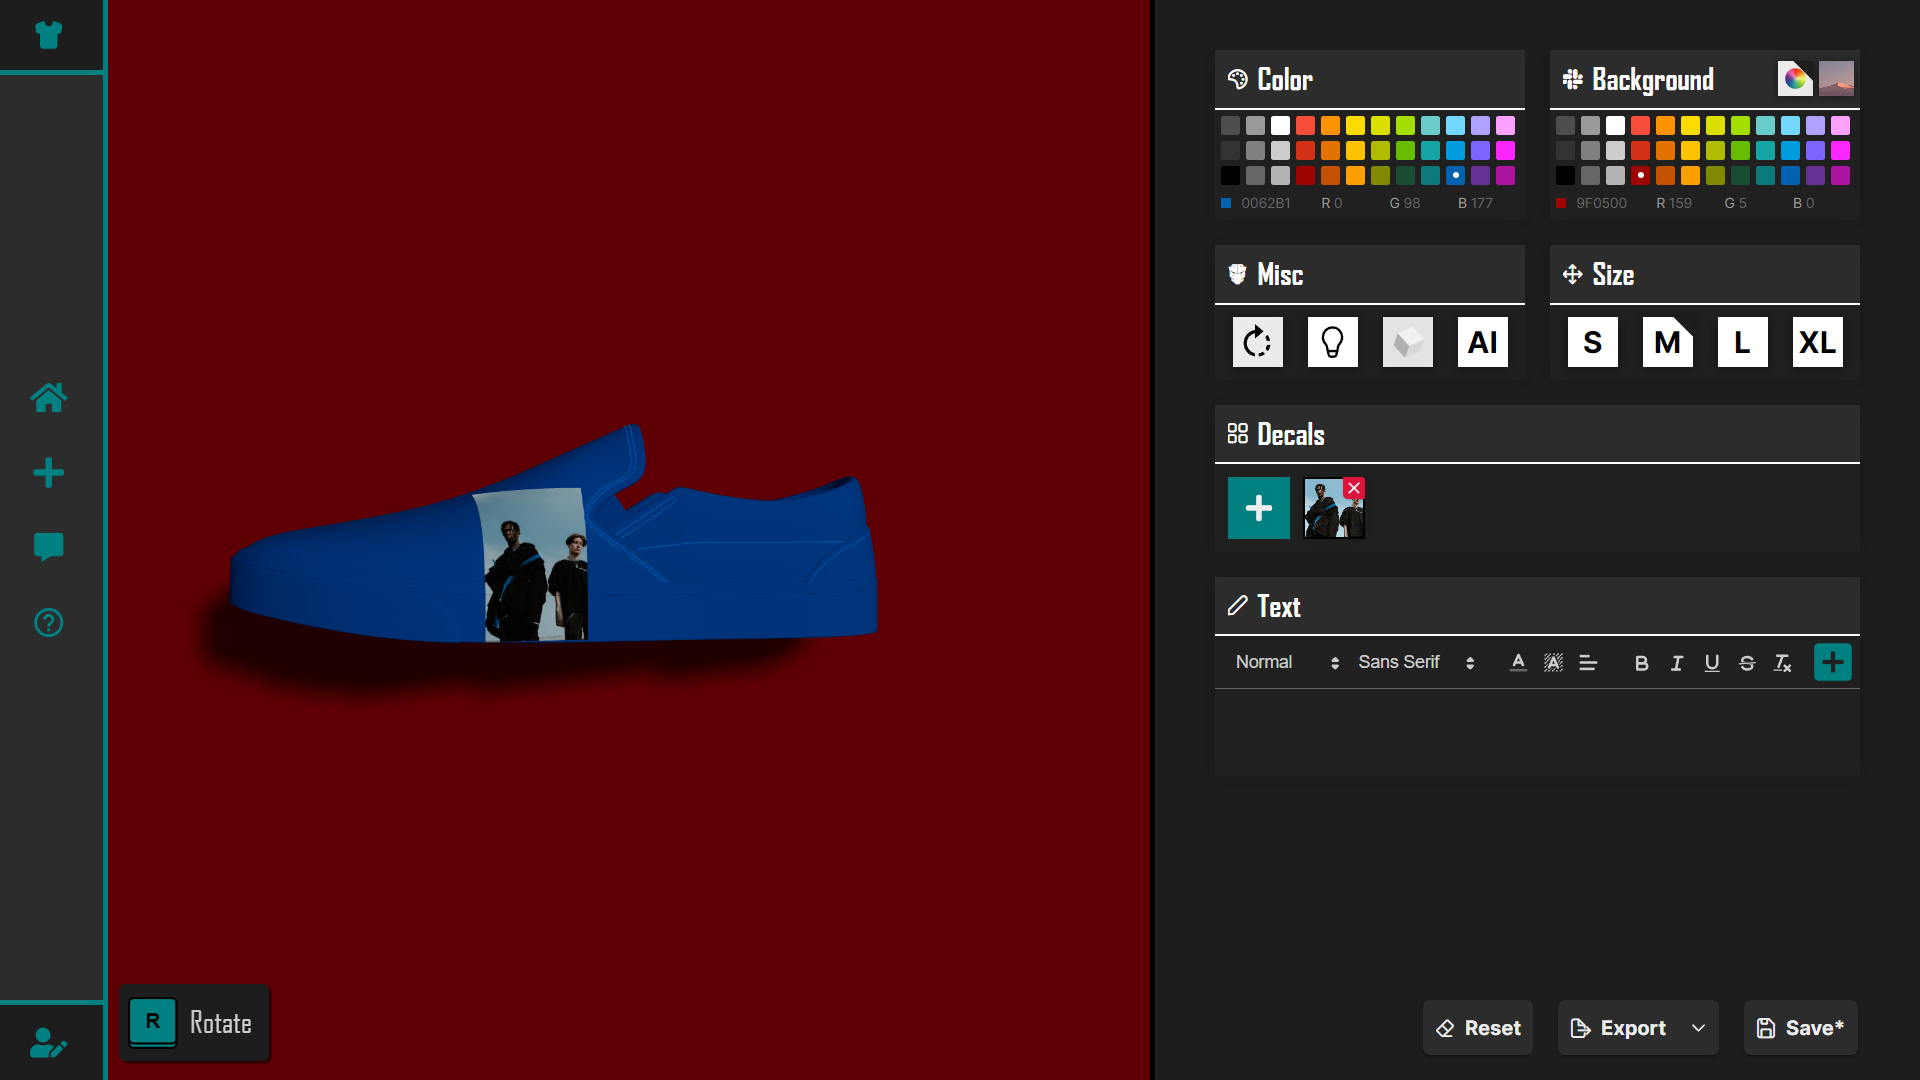 Color
Background
0062B1 R 0 G 98 B 177
9F0500 R 159 G 5 B 0
Misc
Size
AI
S M L XL
Decals
Text
Normal Sans Serif A A B I U S Tx
R Rotate
Reset Export Save*